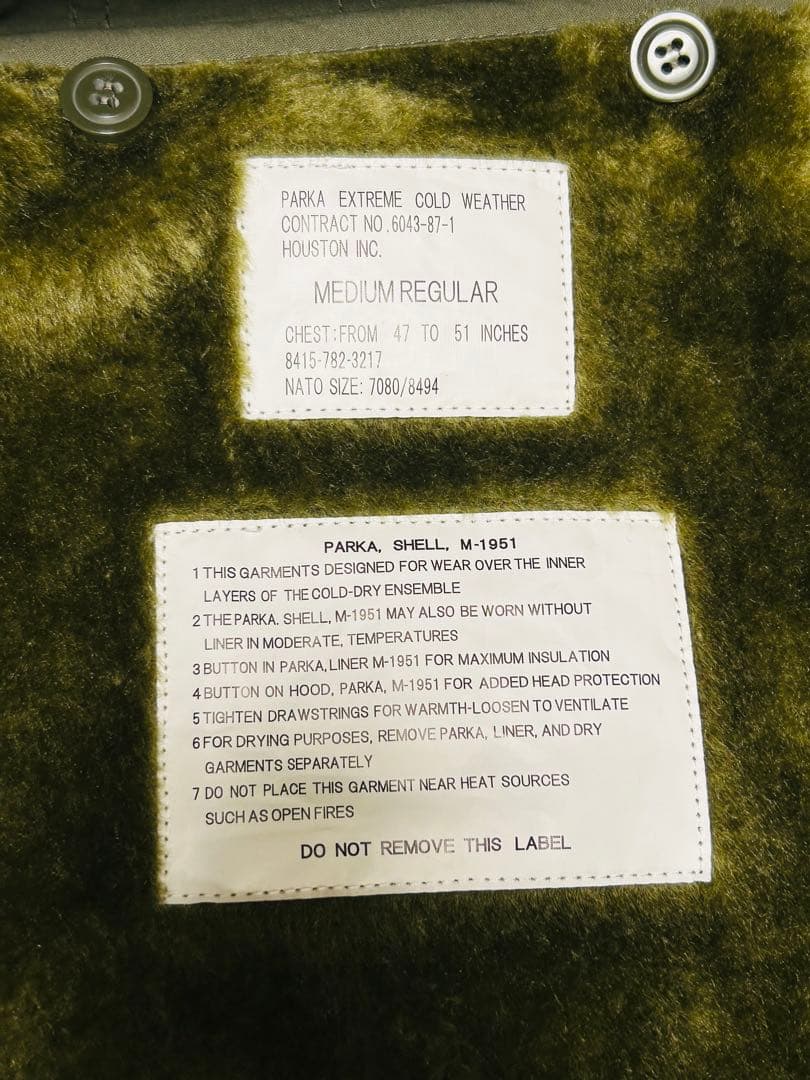 PARKA EXTREME COLD WEATHER
CONTRACT NO.6043-87-1
HOUSTON INC.
MEDIUM REGULAR
CHEST:FROM 47 TO 51 INCHES
8415-782-3217
NATO SIZE: 7080/8494
PARKA, SHELL, M-1951
1 THIS GARMENTS DESIGNED FOR WEAR OVER THE INNER
LAYERS OF THE COLD-DRY ENSEMBLE
2 THE PARKA. SHELL, M-1951 MAY ALSO BE WORN WITHOUT
LINER IN MODERATE, TEMPERATURES
3 BUTTON IN PARKA, LINER M-1951 FOR MAXIMUM INSULATION
4 BUTTON ON HOOD, PARKA, M-1951 FOR ADDED HEAD PROTECTION
5 TIGHTEN DRAWSTRINGS FOR WARMTH-LOOSEN TO VENTILATE
6 FOR DRYING PURPOSES, REMOVE PARKA, LINER, AND DRY
GARMENTS SEPARATELY
7 DO NOT PLACE THIS GARMENT NEAR HEAT SOURCES
SUCH AS OPEN FIRES
DO NOT REMOVE THIS LABEL